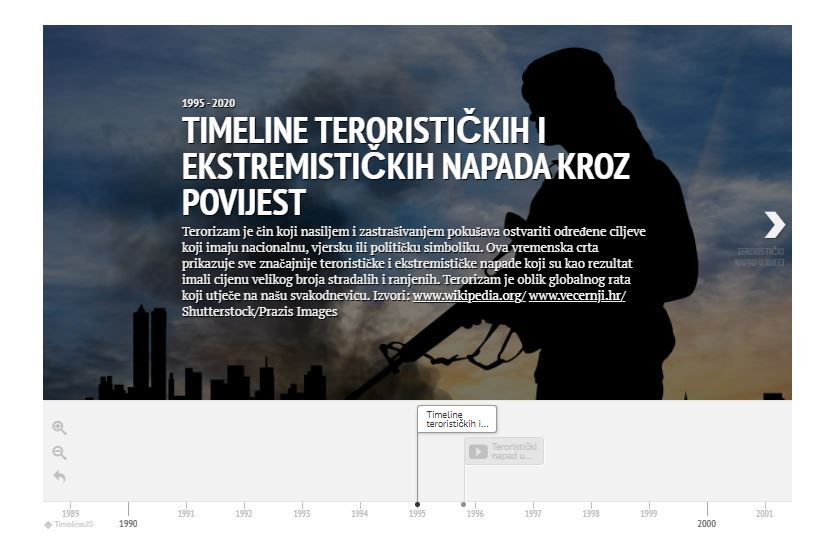 1995 - 2020
TIMELINE TERORISTIČKIH I
EKSTREMISTIČKIH NAPADA KROZ
POVIJEST
Terorizam je čin koji nasiljem i zastrašivanjem pokušava ostvariti određene ciljeve
koji imaju nacionalnu, vjersku ili političku simboliku. Ova vremenska crta
prikazuje sve značajnije terorističke i ekstremističke napade koji su kao rezultat
imali cijenu velikog broja stradalih i ranjenih. Terorizam je oblik globalnog rata
koji utječe na našu svakodnevicu. Izvori: www.wikipedia.org/ www.vecernji.hr/
Shutterstock/Prazis Images
TERORISTIČKI
NAPAD U RIJECI
Timeline
terorističkih i...
Teroristički
napad u...
1989 1990 1991 1992 1993 1994 1995 1996 1997 1998 1999 2000 2001
TimelineJS